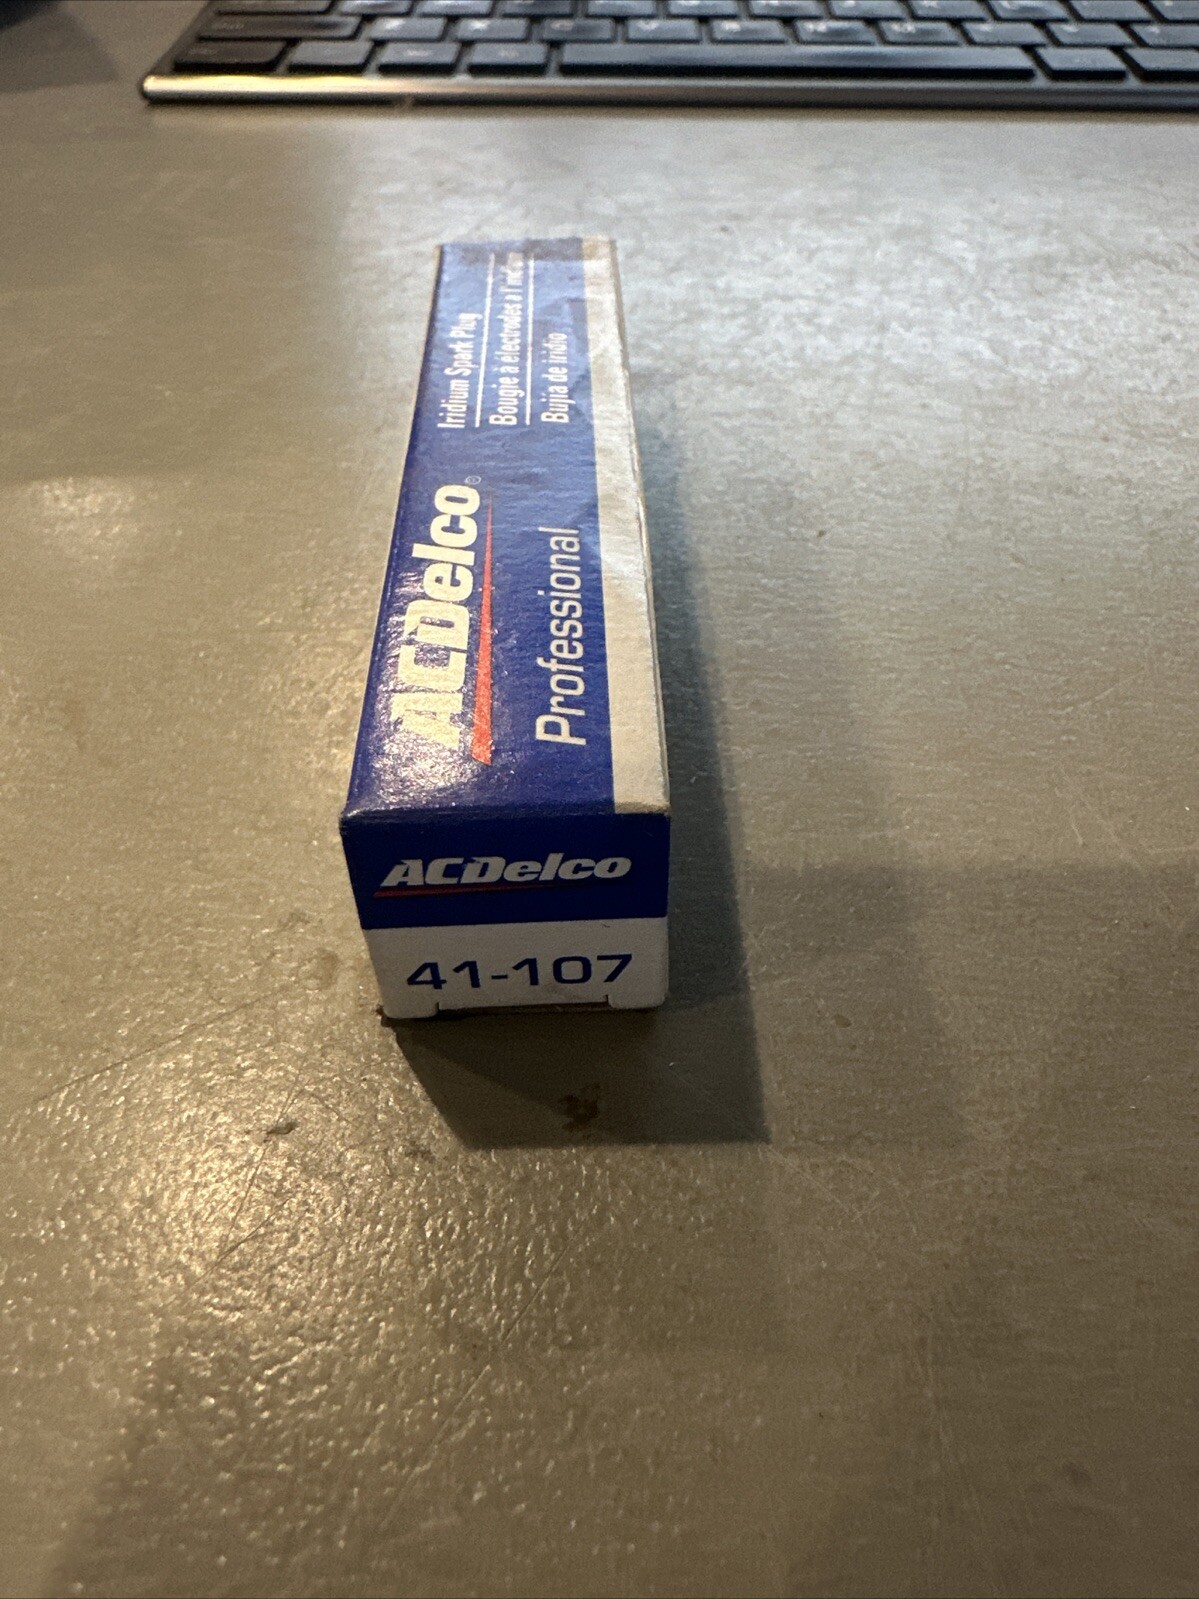 Iridium Spark Plug
Bougie à électrodes a l'iridium
Bujía de iridio
ACDelco®
Professional
ACDelco
41-107